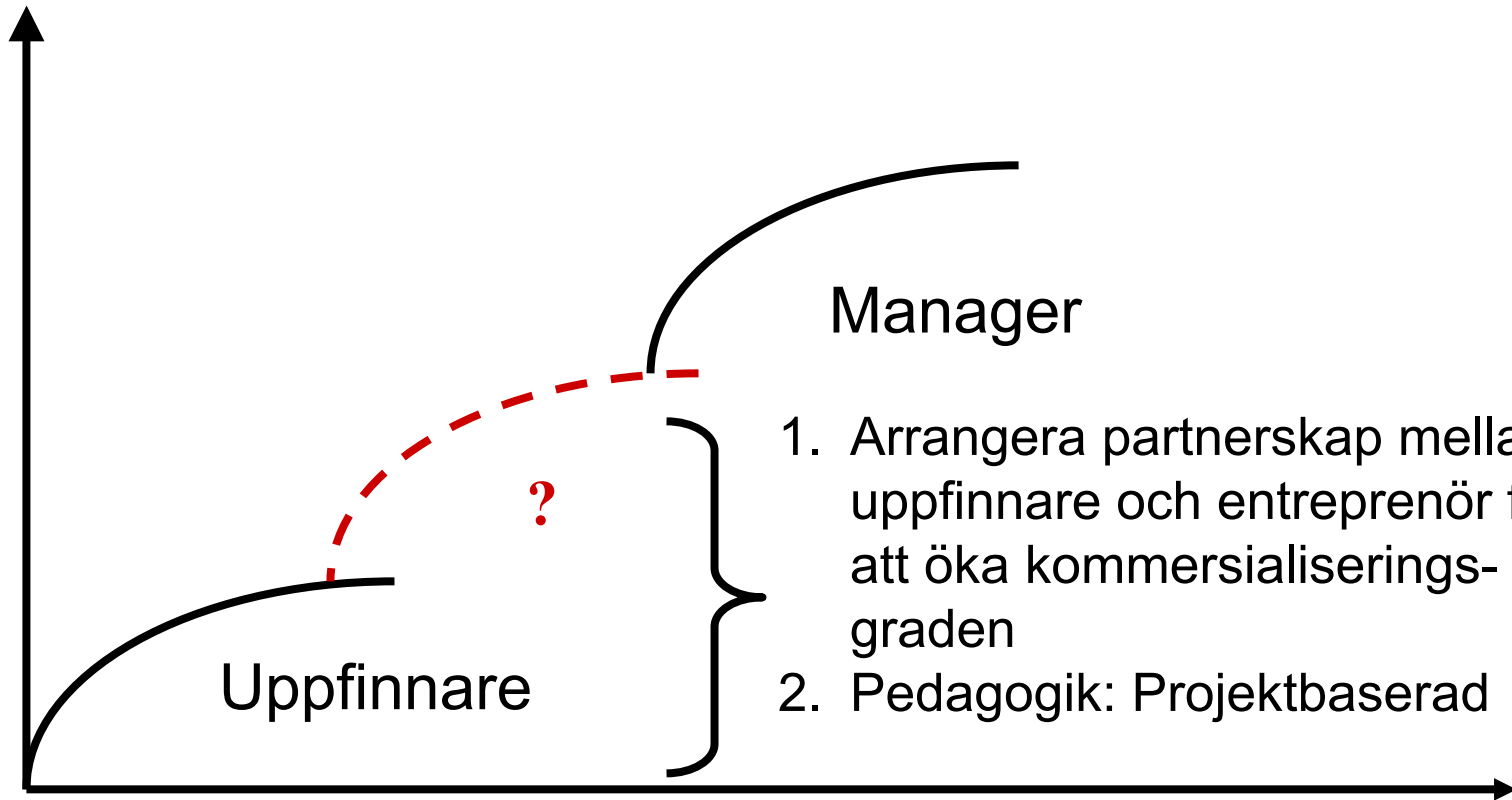 Manager
?
Uppfinnare
1. Arrangera partnerskap mella
uppfinnare och entreprenör f
att öka kommersialiserings-
graden
2. Pedagogik: Projektbaserad